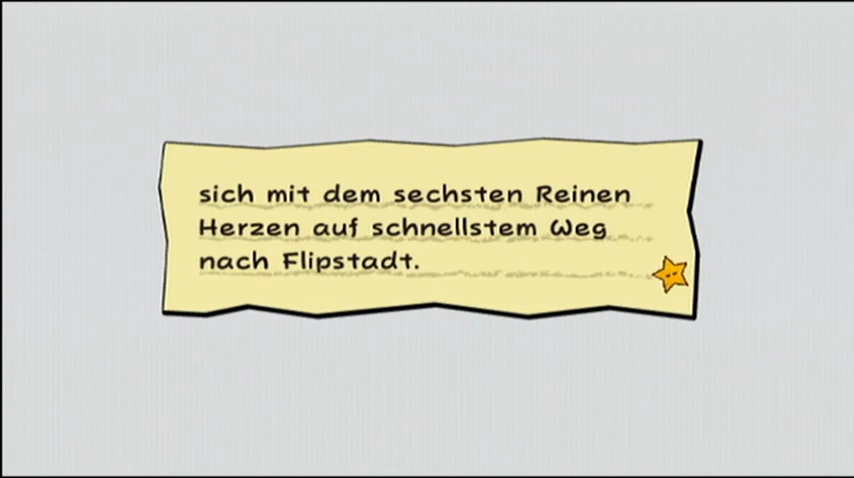 sich mit dem sechsten Reinen
Herzen auf schnellstem Weg
nach Flipstadt.